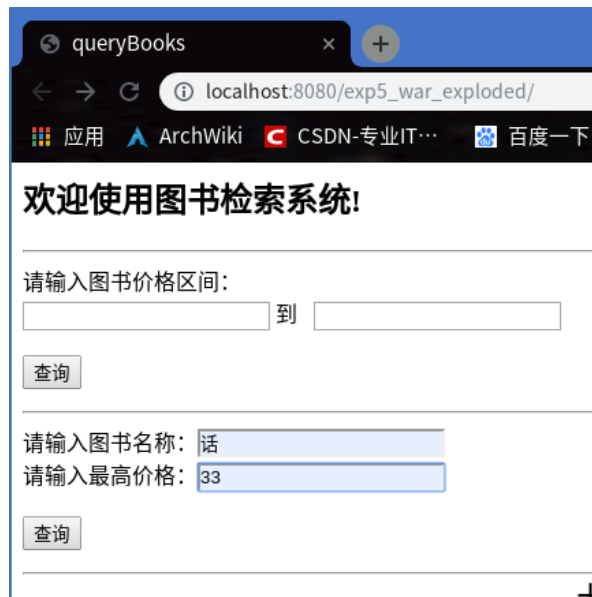 queryBooks
localhost:8080/exp5_war_exploded/
应用 ArchWiki CSDN-专业IT… 百度一下
欢迎使用图书检索系统!
请输入图书价格区间：
到
查询
请输入图书名称：话
请输入最高价格：33
查询